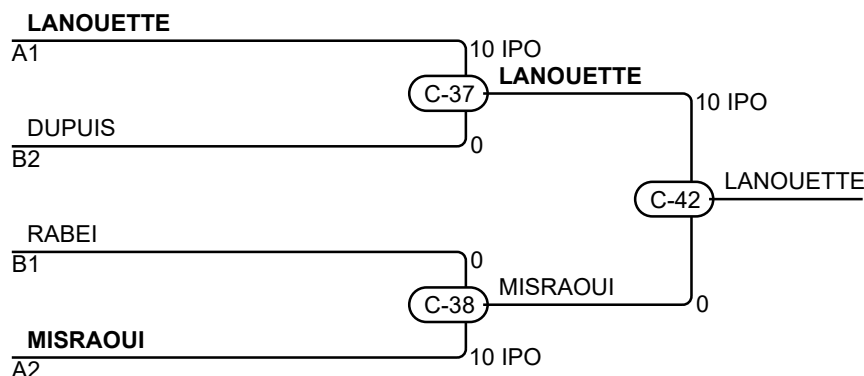 LANOUETTE
A1
10 IPO
C-37
LANOUETTE
DUPUIS
B2
0
10 IPO
C-42
LANOUETTE
RABEI
B1
0
C-38
MISRAOUI
0
MISRAOUI
A2
10 IPO